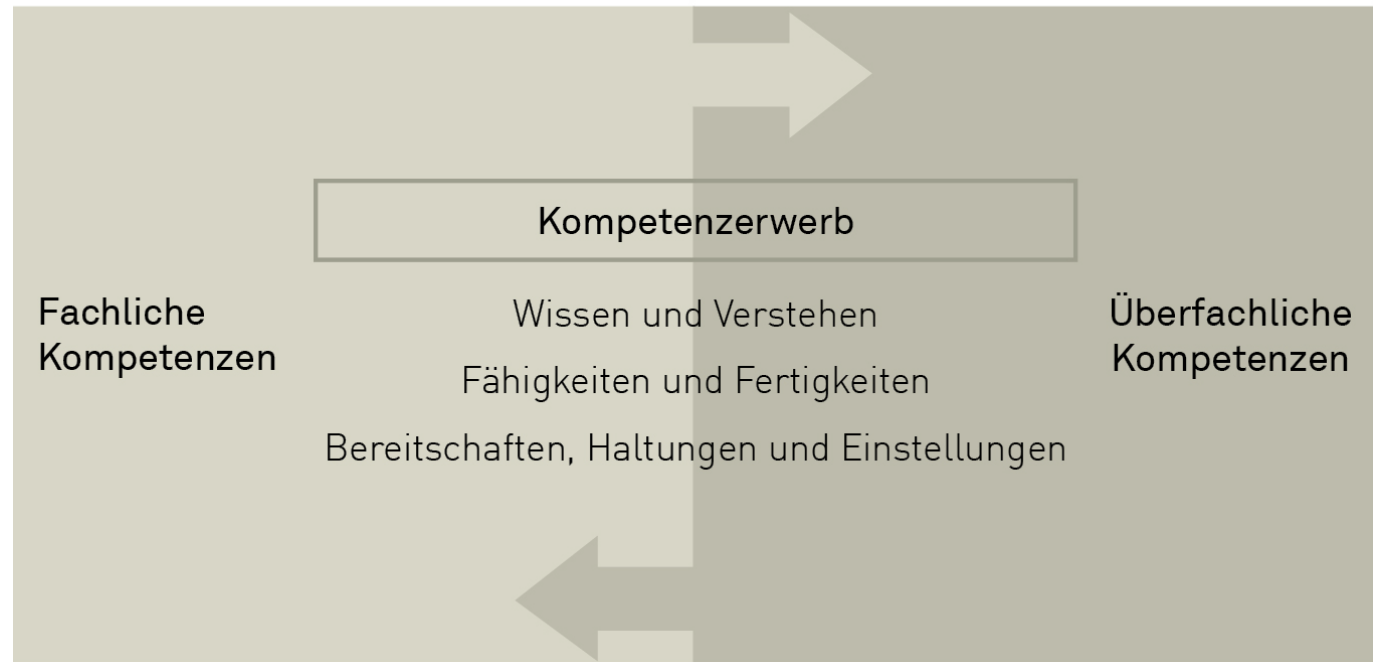 Kompetenzerwerb
Fachliche
Kompetenzen
Wissen und Verstehen
Fähigkeiten und Fertigkeiten
Bereitschaften, Haltungen und Einstellungen
Überfachliche
Kompetenzen